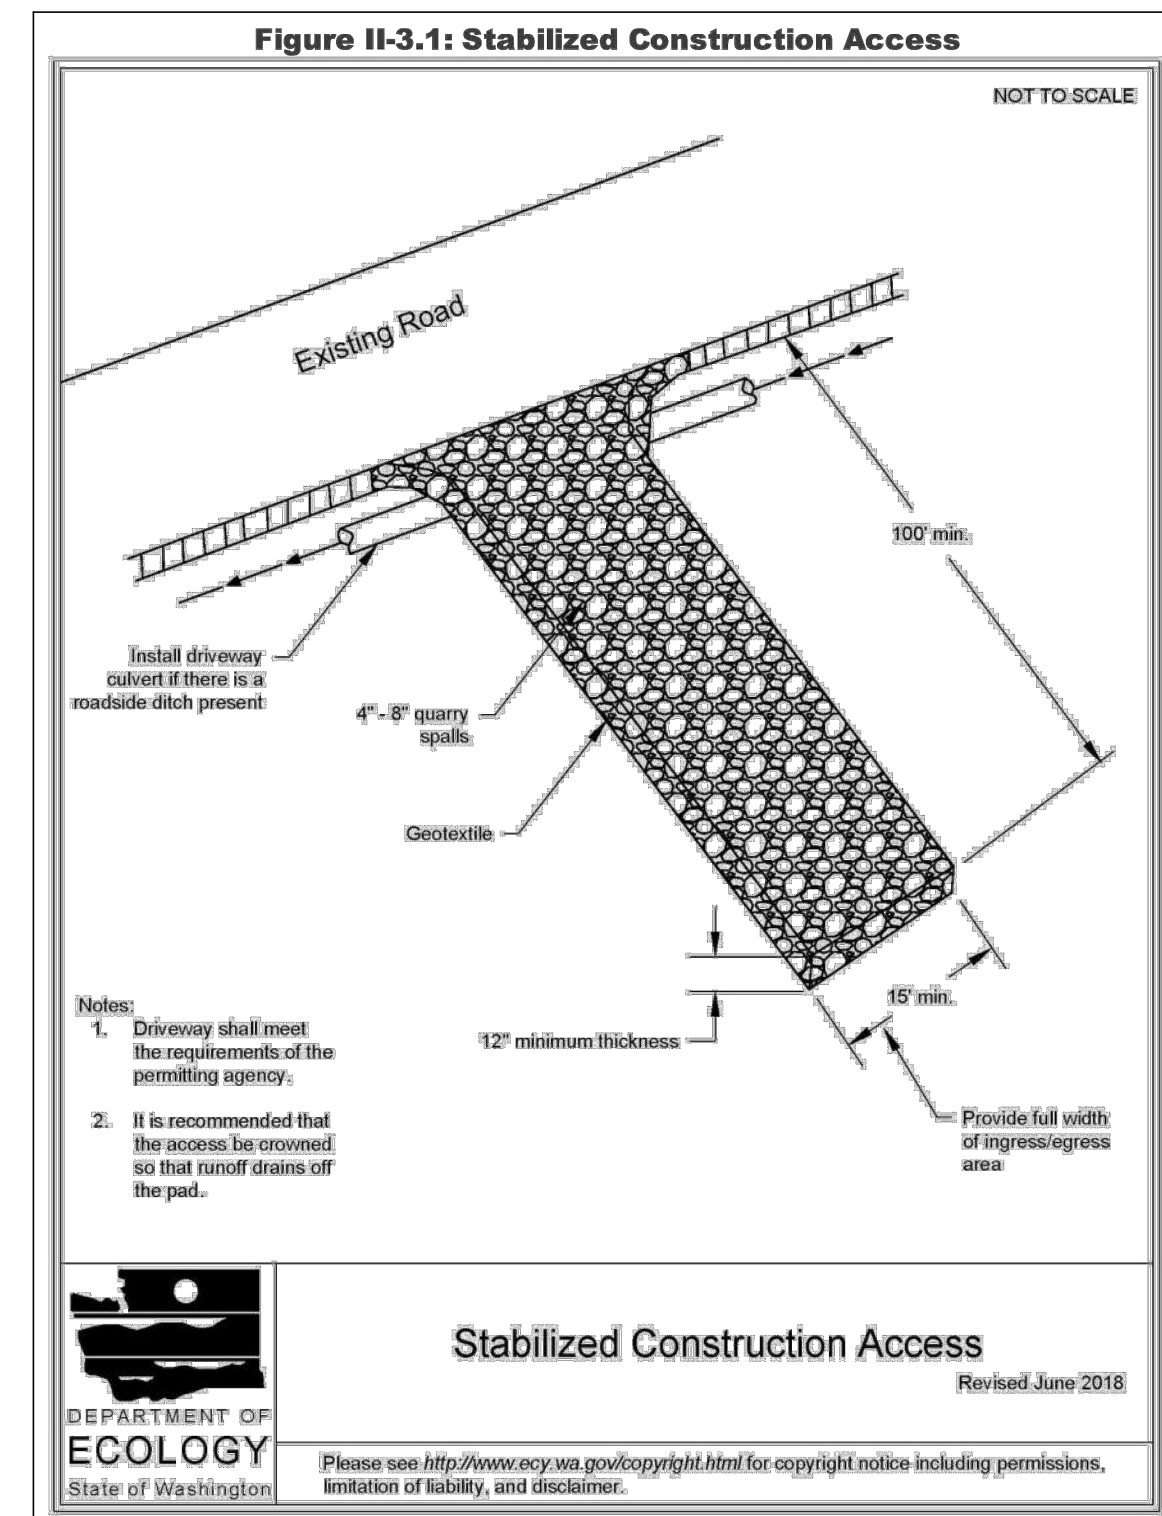 Figure II-3.1: Stabilized Construction Access
NOT TO SCALE
Existing Road
100' min.
Install driveway
culvert if there is a
roadside ditch present
4" - 8" quarry
spalls
Geotextile
15' min.
12" minimum thickness
Provide full width
of ingress/egress
area
Notes:
1. Driveway shall meet
the requirements of the
permitting agency.
2. It is recommended that
the access be crowned
so that runoff drains off
the pad.
DEPARTMENT OF
ECOLOGY
State of Washington
Stabilized Construction Access
Revised June 2018
Please see http://www.ecy.wa.gov/copyright.html for copyright notice including permissions,
limitation of liability, and disclaimer.